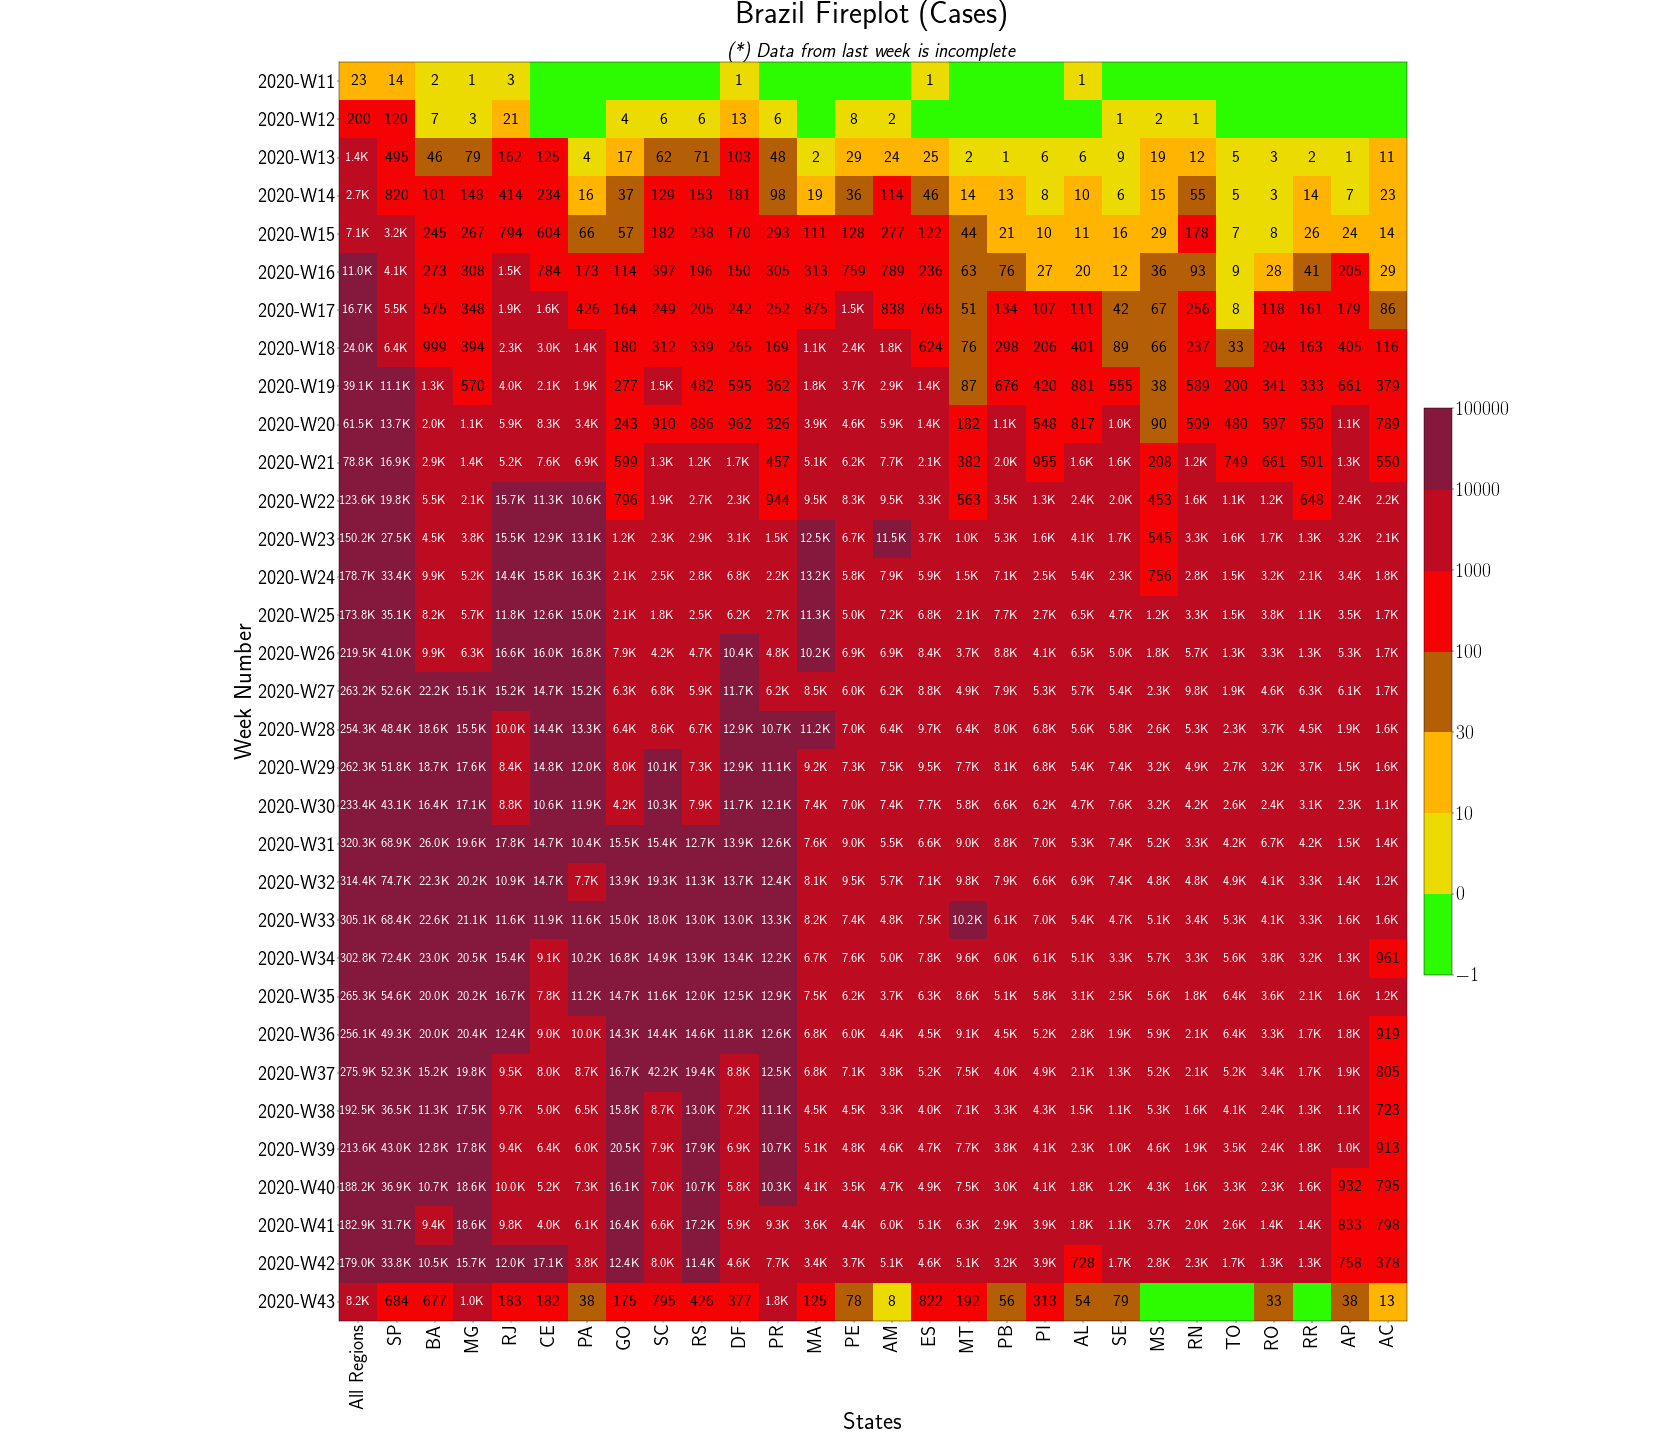 Brazil Fireplot (Cases)
(*) Data from last week is incomplete
2020-W11 23 14 2 1 3 1 1 1
2020-W12 200 120 7 3 21 4 6 6 13 6 8 2 1 2 1
2020-W13 1.4K 495 46 79 162 125 4 17 62 71 103 48 2 29 24 25 2 1 6 6 9 19 12 5 3 2 1 11
2020-W14 2.7K 820 101 148 414 234 16 37 129 153 181 98 19 36 114 46 14 13 8 10 6 15 55 5 3 14 7 23
2020-W15 7.1K 3.2K 245 267 794 604 66 57 182 238 170 293 111 128 277 122 44 21 10 11 16 29 178 7 8 26 24 14
2020-W16 11.0K 4.1K 273 308 1.5K 784 173 114 397 196 150 305 313 759 789 236 63 76 27 20 12 36 93 9 28 41 205 29
2020-W17 16.7K 5.5K 575 348 1.9K 1.6K 426 164 249 205 242 252 875 1.5K 838 765 51 134 107 111 42 67 256 8 118 161 179 86
2020-W18 24.0K 6.4K 999 394 2.3K 3.0K 1.4K 180 312 339 265 169 1.1K 2.4K 1.8K 624 76 298 206 401 89 66 237 33 204 163 405 116
2020-W19 39.1K 11.1K 1.3K 570 4.0K 2.1K 1.9K 277 1.5K 482 595 362 1.8K 3.7K 2.9K 1.4K 87 676 420 881 555 38 589 200 341 333 661 379
2020-W20 61.5K 13.7K 2.0K 1.1K 5.9K 8.3K 3.4K 243 910 886 962 326 3.9K 4.6K 5.9K 1.4K 182 1.1K 548 817 1.0K 90 509 480 597 550 1.1K 789
2020-W21 78.8K 16.9K 2.9K 1.4K 5.2K 7.6K 6.9K 599 1.3K 1.2K 1.7K 457 5.1K 6.2K 7.7K 2.1K 382 2.0K 955 1.6K 1.6K 208 1.2K 749 661 501 1.3K 550
2020-W22 123.6K 19.8K 5.5K 2.1K 15.7K 11.3K 10.6K 796 1.9K 2.7K 2.3K 944 9.5K 8.3K 9.5K 3.3K 563 3.5K 1.3K 2.4K 2.0K 453 1.6K 1.1K 1.2K 648 2.4K 2.2K
2020-W23 150.2K 27.5K 4.5K 3.8K 15.5K 12.9K 13.1K 1.2K 2.3K 2.9K 3.1K 1.5K 12.5K 6.7K 11.5K 3.7K 1.0K 5.3K 1.6K 4.1K 1.7K 545 3.3K 1.6K 1.7K 1.3K 3.2K 2.1K
2020-W24 178.7K 33.4K 9.9K 5.2K 14.4K 15.8K 16.3K 2.1K 2.5K 2.8K 6.8K 2.2K 13.2K 5.8K 7.9K 5.9K 1.5K 7.1K 2.5K 5.4K 2.3K 756 2.8K 1.5K 3.2K 2.1K 3.4K 1.8K
2020-W25 173.8K 35.1K 8.2K 5.7K 11.8K 12.6K 15.0K 2.1K 1.8K 2.5K 6.2K 2.7K 11.3K 5.0K 7.2K 6.8K 2.1K 7.7K 2.7K 6.5K 4.7K 1.2K 3.3K 1.5K 3.8K 1.1K 3.5K 1.7K
2020-W26 219.5K 41.0K 9.9K 6.3K 16.6K 16.0K 16.8K 7.9K 4.2K 4.7K 10.4K 4.8K 10.2K 6.9K 6.9K 8.4K 3.7K 8.8K 4.1K 6.5K 5.0K 1.8K 5.7K 1.3K 3.3K 1.3K 5.3K 1.7K
2020-W27 263.2K 52.6K 22.2K 15.1K 15.2K 14.7K 15.2K 6.3K 6.8K 5.9K 11.7K 6.2K 8.5K 6.0K 6.2K 8.8K 4.9K 7.9K 5.3K 5.7K 5.4K 2.3K 9.8K 1.9K 4.6K 6.3K 6.1K 1.7K
2020-W28 254.3K 48.4K 18.6K 15.5K 10.0K 14.4K 13.3K 6.4K 8.6K 6.7K 12.9K 10.7K 11.2K 7.0K 6.4K 9.7K 6.4K 8.0K 6.8K 5.6K 5.8K 2.6K 5.3K 2.3K 3.7K 4.5K 1.9K 1.6K
2020-W29 262.3K 51.8K 18.7K 17.6K 8.4K 14.8K 12.0K 8.0K 10.1K 7.3K 12.9K 11.1K 9.2K 7.3K 7.5K 9.5K 7.7K 8.1K 6.8K 5.4K 7.4K 3.2K 4.9K 2.7K 3.2K 3.7K 1.5K 1.6K
2020-W30 233.4K 43.1K 16.4K 17.1K 8.8K 10.6K 11.9K 4.2K 10.3K 7.9K 11.7K 12.1K 7.4K 7.0K 7.4K 7.7K 5.8K 6.6K 6.2K 4.7K 7.6K 3.2K 4.2K 2.6K 2.4K 3.1K 2.3K 1.1K
2020-W31 320.3K 68.9K 26.0K 19.6K 17.8K 14.7K 10.4K 15.5K 15.4K 12.7K 13.9K 12.6K 7.6K 9.0K 5.5K 6.6K 9.0K 8.8K 7.0K 5.3K 7.4K 5.2K 3.3K 4.2K 6.7K 4.2K 1.5K 1.4K
2020-W32 314.4K 74.7K 22.3K 20.2K 10.9K 14.7K 7.7K 13.9K 19.3K 11.3K 13.7K 12.4K 8.1K 9.5K 5.7K 7.1K 9.8K 7.9K 6.6K 6.9K 7.4K 4.8K 4.8K 4.9K 4.1K 3.3K 1.4K 1.2K
2020-W33 305.1K 68.4K 22.6K 21.1K 11.6K 11.9K 11.6K 15.0K 18.0K 13.0K 13.0K 13.3K 8.2K 7.4K 4.8K 7.5K 10.2K 6.1K 7.0K 5.4K 4.7K 5.1K 3.4K 5.3K 4.1K 3.3K 1.6K 1.6K
2020-W34 302.8K 72.4K 23.0K 20.5K 15.4K 9.1K 10.2K 16.8K 14.9K 13.9K 13.4K 12.2K 6.7K 7.6K 5.0K 7.8K 9.6K 6.0K 6.1K 5.1K 3.3K 5.7K 3.3K 5.6K 3.8K 3.2K 1.3K 961
2020-W35 265.3K 54.6K 20.0K 20.2K 16.7K 7.8K 11.2K 14.7K 11.6K 12.0K 12.5K 12.9K 7.5K 6.2K 3.7K 6.3K 8.6K 5.1K 5.8K 3.1K 2.5K 5.6K 1.8K 6.4K 3.6K 2.1K 1.6K 1.2K
2020-W36 256.1K 49.3K 20.0K 20.4K 12.4K 9.0K 10.0K 14.3K 14.4K 14.6K 11.8K 12.6K 6.8K 6.0K 4.4K 4.5K 9.1K 4.5K 5.2K 2.8K 1.9K 5.9K 2.1K 6.4K 3.3K 1.7K 1.8K 919
2020-W37 275.9K 52.3K 15.2K 19.8K 9.5K 8.0K 8.7K 16.7K 42.2K 19.4K 8.8K 12.5K 6.8K 7.1K 3.8K 5.2K 7.5K 4.0K 4.9K 2.1K 1.3K 5.2K 2.1K 5.2K 3.4K 1.7K 1.9K 805
2020-W38 192.5K 36.5K 11.3K 17.5K 9.7K 5.0K 6.5K 15.8K 8.7K 13.0K 7.2K 11.1K 4.5K 4.5K 3.3K 4.0K 7.1K 3.3K 4.3K 1.5K 1.1K 5.3K 1.6K 4.1K 2.4K 1.3K 1.1K 723
2020-W39 213.6K 43.0K 12.8K 17.8K 9.4K 6.4K 6.0K 20.5K 7.9K 17.9K 6.9K 10.7K 5.1K 4.8K 4.6K 4.7K 7.7K 3.8K 4.1K 2.3K 1.0K 4.6K 1.9K 3.5K 2.4K 1.8K 1.0K 913
2020-W40 188.2K 36.9K 10.7K 18.6K 10.0K 5.2K 7.3K 16.1K 7.0K 10.7K 5.8K 10.3K 4.1K 3.5K 4.7K 4.9K 7.5K 3.0K 4.1K 1.8K 1.2K 4.3K 1.6K 3.3K 2.3K 1.6K 932 795
2020-W41 182.9K 31.7K 9.4K 18.6K 9.8K 4.0K 6.1K 16.4K 6.6K 17.2K 5.9K 9.3K 3.6K 4.4K 6.0K 5.1K 6.3K 2.9K 3.9K 1.8K 1.1K 3.7K 2.0K 2.6K 1.4K 1.4K 833 798
2020-W42 179.0K 33.8K 10.5K 15.7K 12.0K 17.1K 3.8K 12.4K 8.0K 11.4K 4.6K 7.7K 3.4K 3.7K 5.1K 4.6K 5.1K 3.2K 3.9K 728 1.7K 2.8K 2.3K 1.7K 1.3K 1.3K 758 378
2020-W43 8.2K 684 677 1.0K 183 182 38 175 795 426 377 1.8K 125 78 8 822 192 56 313 54 79 33 38 13
All Regions SP BA MG RJ CE PA GO SC RS DF PR MA PE AM ES MT PB PI AL SE MS RN TO RO RR AP AC
States
Week Number
100000
10000
1000
100
30
10
0
−1